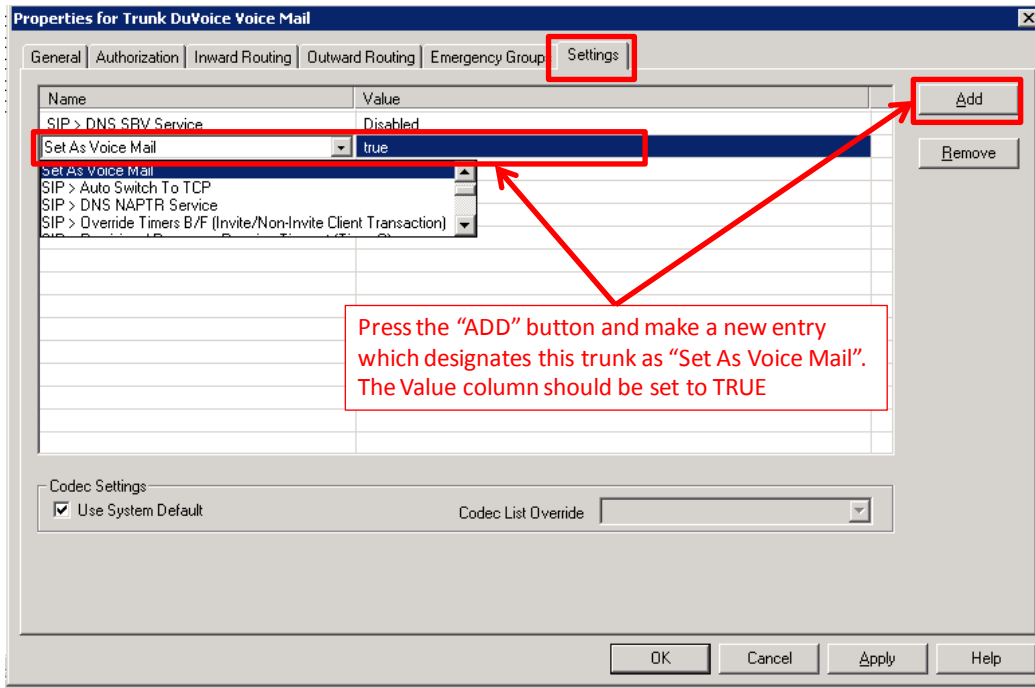 Properties for Trunk DuVoice Voice Mail
General Authorization Inward Routing Outward Routing Emergency Groups Settings
Name Value
SIP > DNS SRV Service Disabled
Set As Voice Mail true
Set As Voice Mail
SIP > Auto Switch To TCP
SIP > DNS NAPTR Service
SIP > Override Timers B/F (Invite/Non-Invite Client Transaction)
Add
Remove
Press the “ADD” button and make a new entry
which designates this trunk as “Set As Voice Mail”.
The Value column should be set to TRUE
Codec Settings
Use System Default
Codec List Override
OK Cancel Apply Help